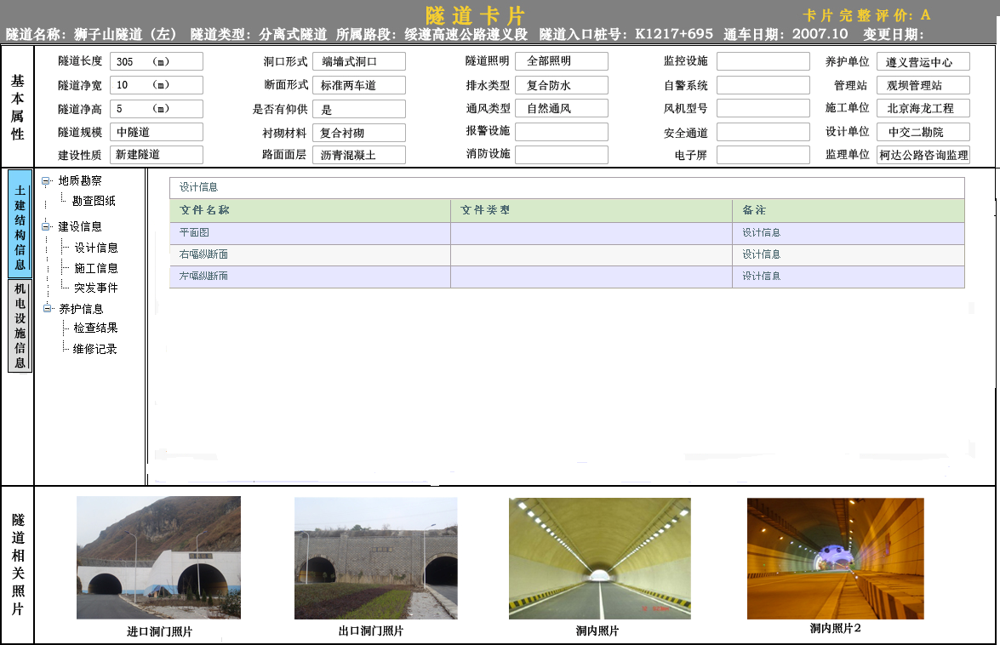 隧道卡片
卡片完整评价: A
隧道名称: 狮子山隧道 (左) 隧道类型: 分离式隧道 所属路段: 绥遵高速公路遵义段 隧道入口桩号: K1217+695 通车日期: 2007.10 变更日期:
基本属性
隧道长度 305 (m) 洞口形式 端墙式洞口 隧道照明 全部照明 监控设施 养护单位 遵义营运中心
隧道净宽 10 (m) 断面形式 标准两车道 排水类型 复合防水 自警系统 管理站 观坝管理站
隧道净高 5 (m) 是否有仰供 是 通风类型 自然通风 风机型号 施工单位 北京海龙工程
隧道规模 中隧道 衬砌材料 复合衬砌 报警设施 安全通道 设计单位 中交二勘院
建设性质 新建隧道 路面面层 沥青混凝土 消防设施 电子屏 监理单位 柯达公路咨询监理
土建结构信息
机电设施信息
地质勘察
勘查图纸
建设信息
设计信息
施工信息
突发事件
养护信息
检查结果
维修记录
设计信息
文件名称 文件类型 备注
平面图 设计信息
右幅纵断面 设计信息
左幅纵断面 设计信息
隧道相关照片
进口洞门照片 出口洞门照片 洞内照片 洞内照片2